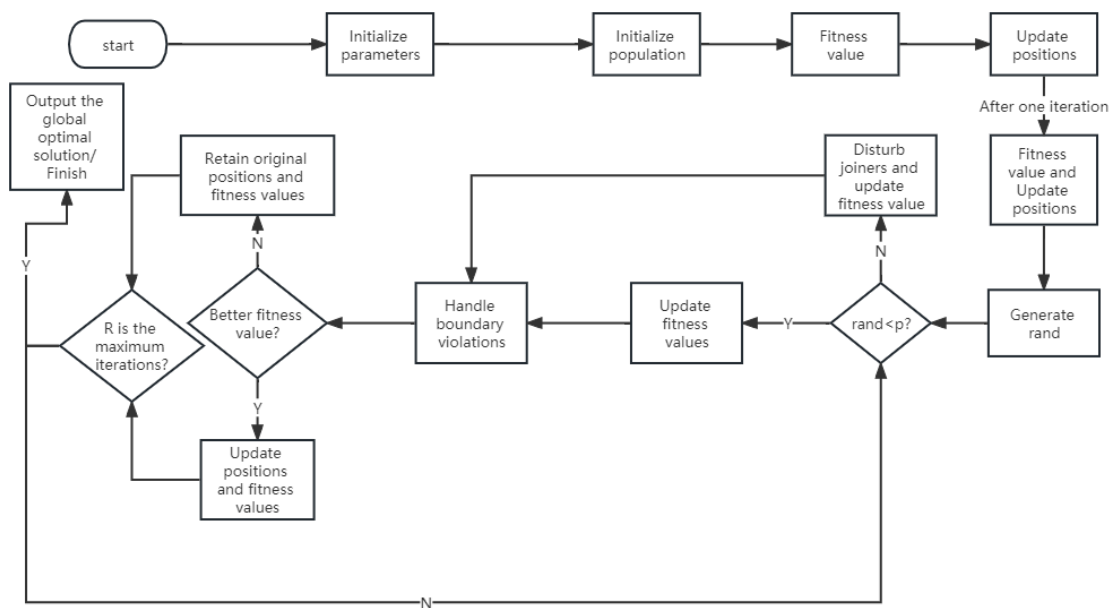 start
Initialize
parameters
Initialize
population
Fitness
value
Update
positions
After one iteration
Output the
global
optimal
solution/
Finish
Retain original
positions and
fitness values
Disturb
joiners and
update
fitness value
Fitness
value and
Update
positions
N
N
Y
R is the
maximum
iterations?
Better fitness
value?
Handle
boundary
violations
Update
fitness
values
Y
rand<p?
Generate
rand
Y
Update
positions
and fitness
values
N